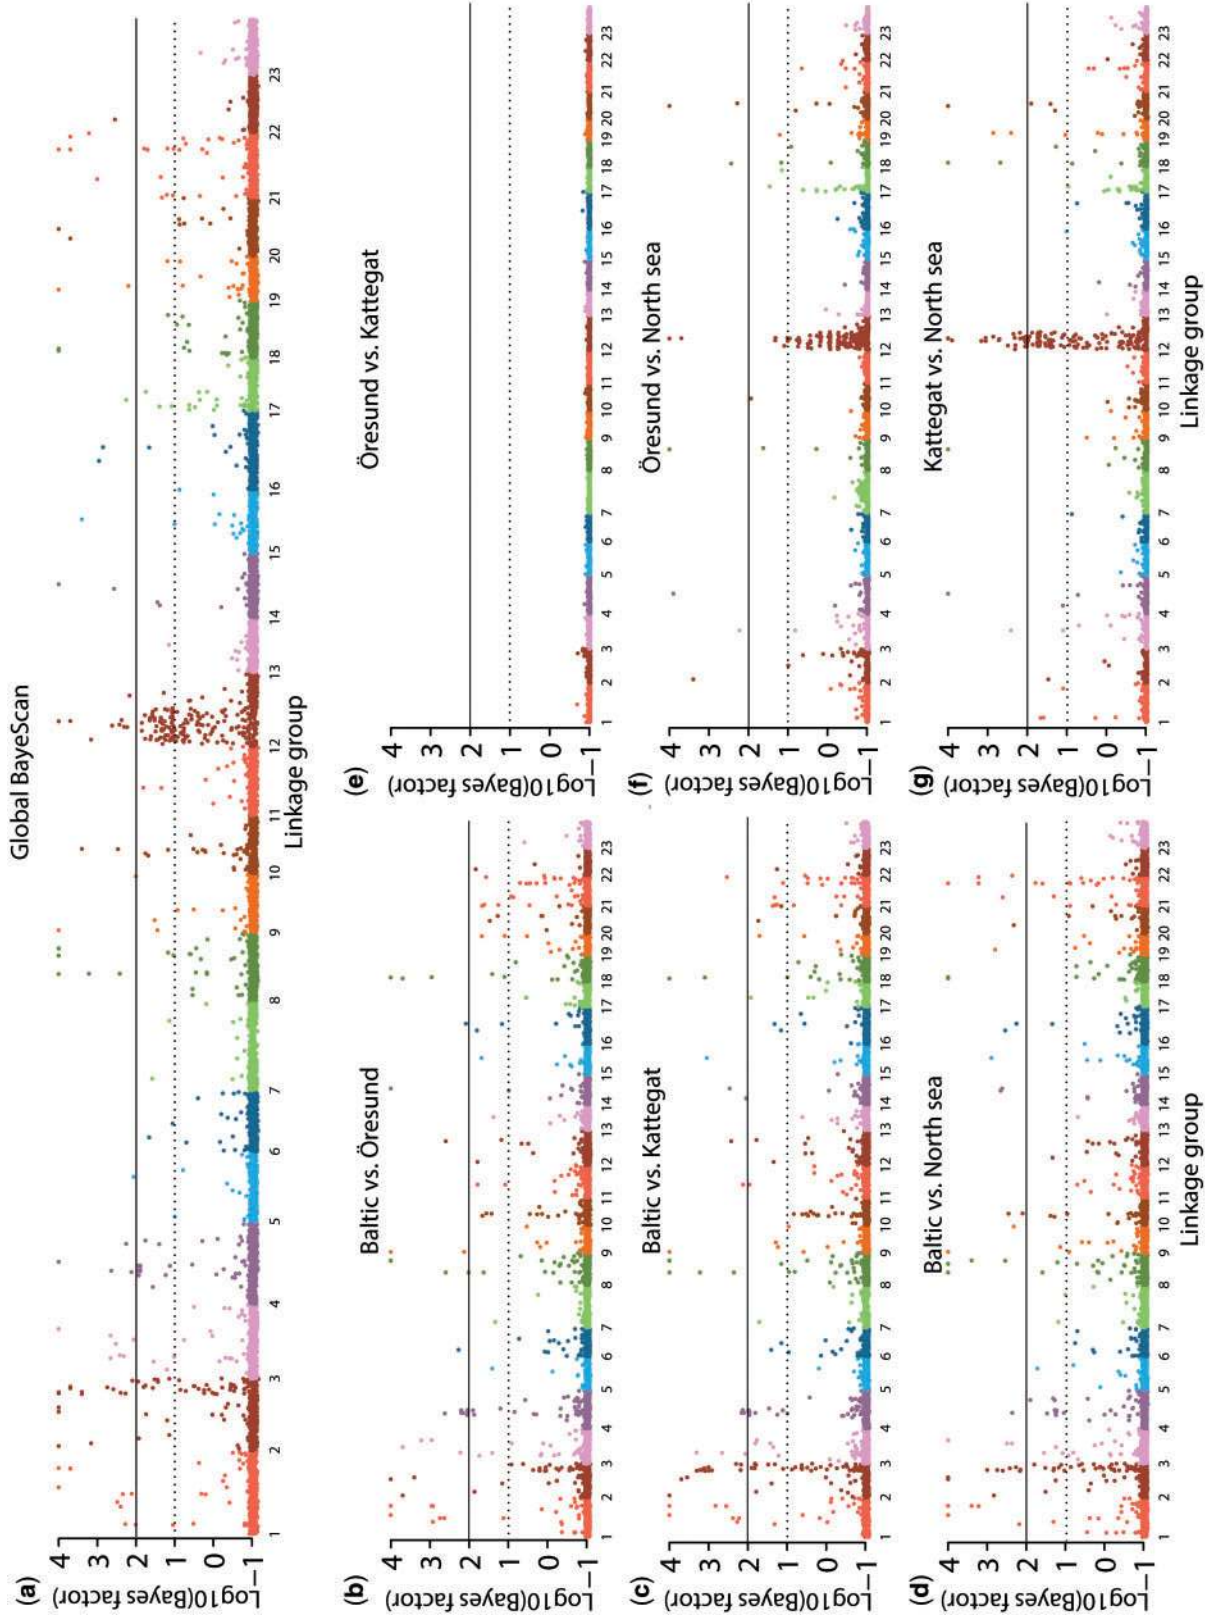 Global BayeScan
(a)
Log10(Bayes factor)
4
3
2
1
0
–1
1 2 3 4 5 6 7 8 9 10 11 12 13 14 15 16 17 18 19 20 21 22 23
Linkage group
(b)
Baltic vs. Öresund
Log10(Bayes factor)
4
3
2
1
0
–1
1 2 3 4 5 6 7 8 9 10 11 12 13 14 15 16 17 18 19 20 21 22 23
(e)
Öresund vs. Kattegat
Log10(Bayes factor)
4
3
2
1
0
–1
1 2 3 4 5 6 7 8 9 10 11 12 13 14 15 16 17 18 19 20 21 22 23
(c)
Baltic vs. Kattegat
Log10(Bayes factor)
4
3
2
1
0
–1
1 2 3 4 5 6 7 8 9 10 11 12 13 14 15 16 17 18 19 20 21 22 23
(f)
Öresund vs. North sea
Log10(Bayes factor)
4
3
2
1
0
–1
1 2 3 4 5 6 7 8 9 10 11 12 13 14 15 16 17 18 19 20 21 22 23
(d)
Baltic vs. North sea
Log10(Bayes factor)
4
3
2
1
0
–1
1 2 3 4 5 6 7 8 9 10 11 12 13 14 15 16 17 18 19 20 21 22 23
Linkage group
(g)
Kattegat vs. North sea
Log10(Bayes factor)
4
3
2
1
0
–1
1 2 3 4 5 6 7 8 9 10 11 12 13 14 15 16 17 18 19 20 21 22 23
Linkage group